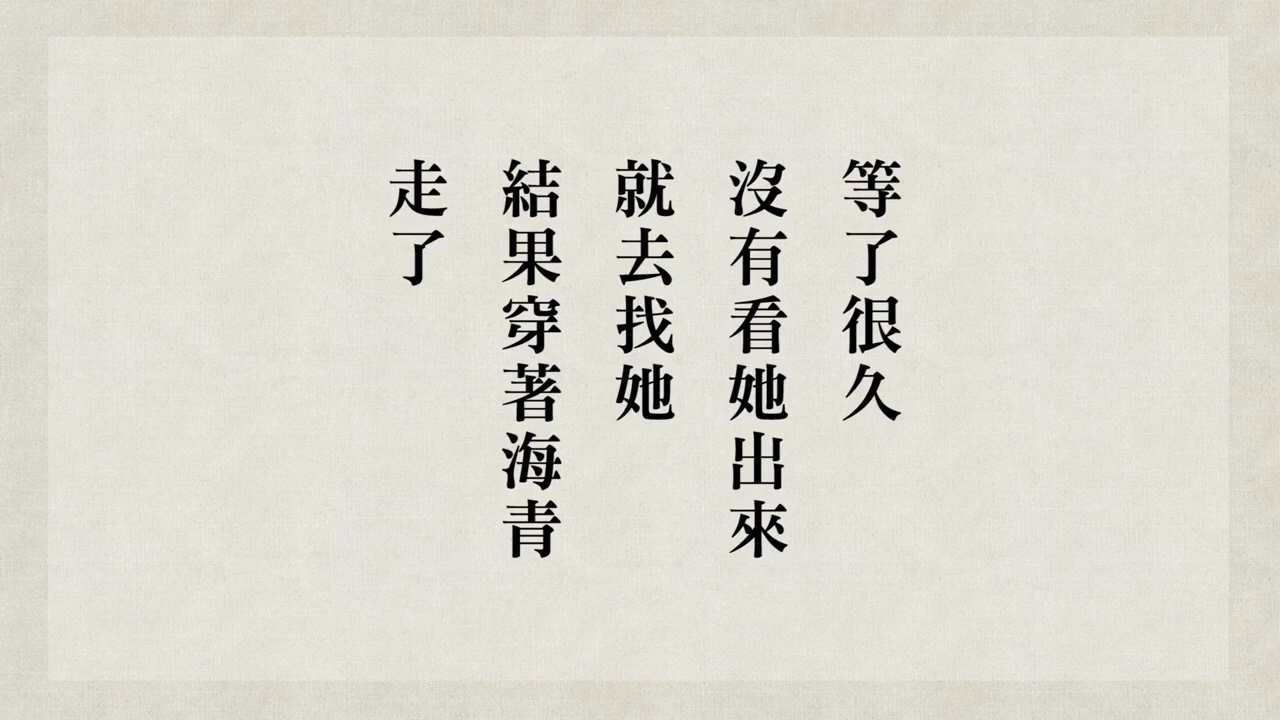 等了很久
沒有看她出來
就去找她
結果穿著海青
走了